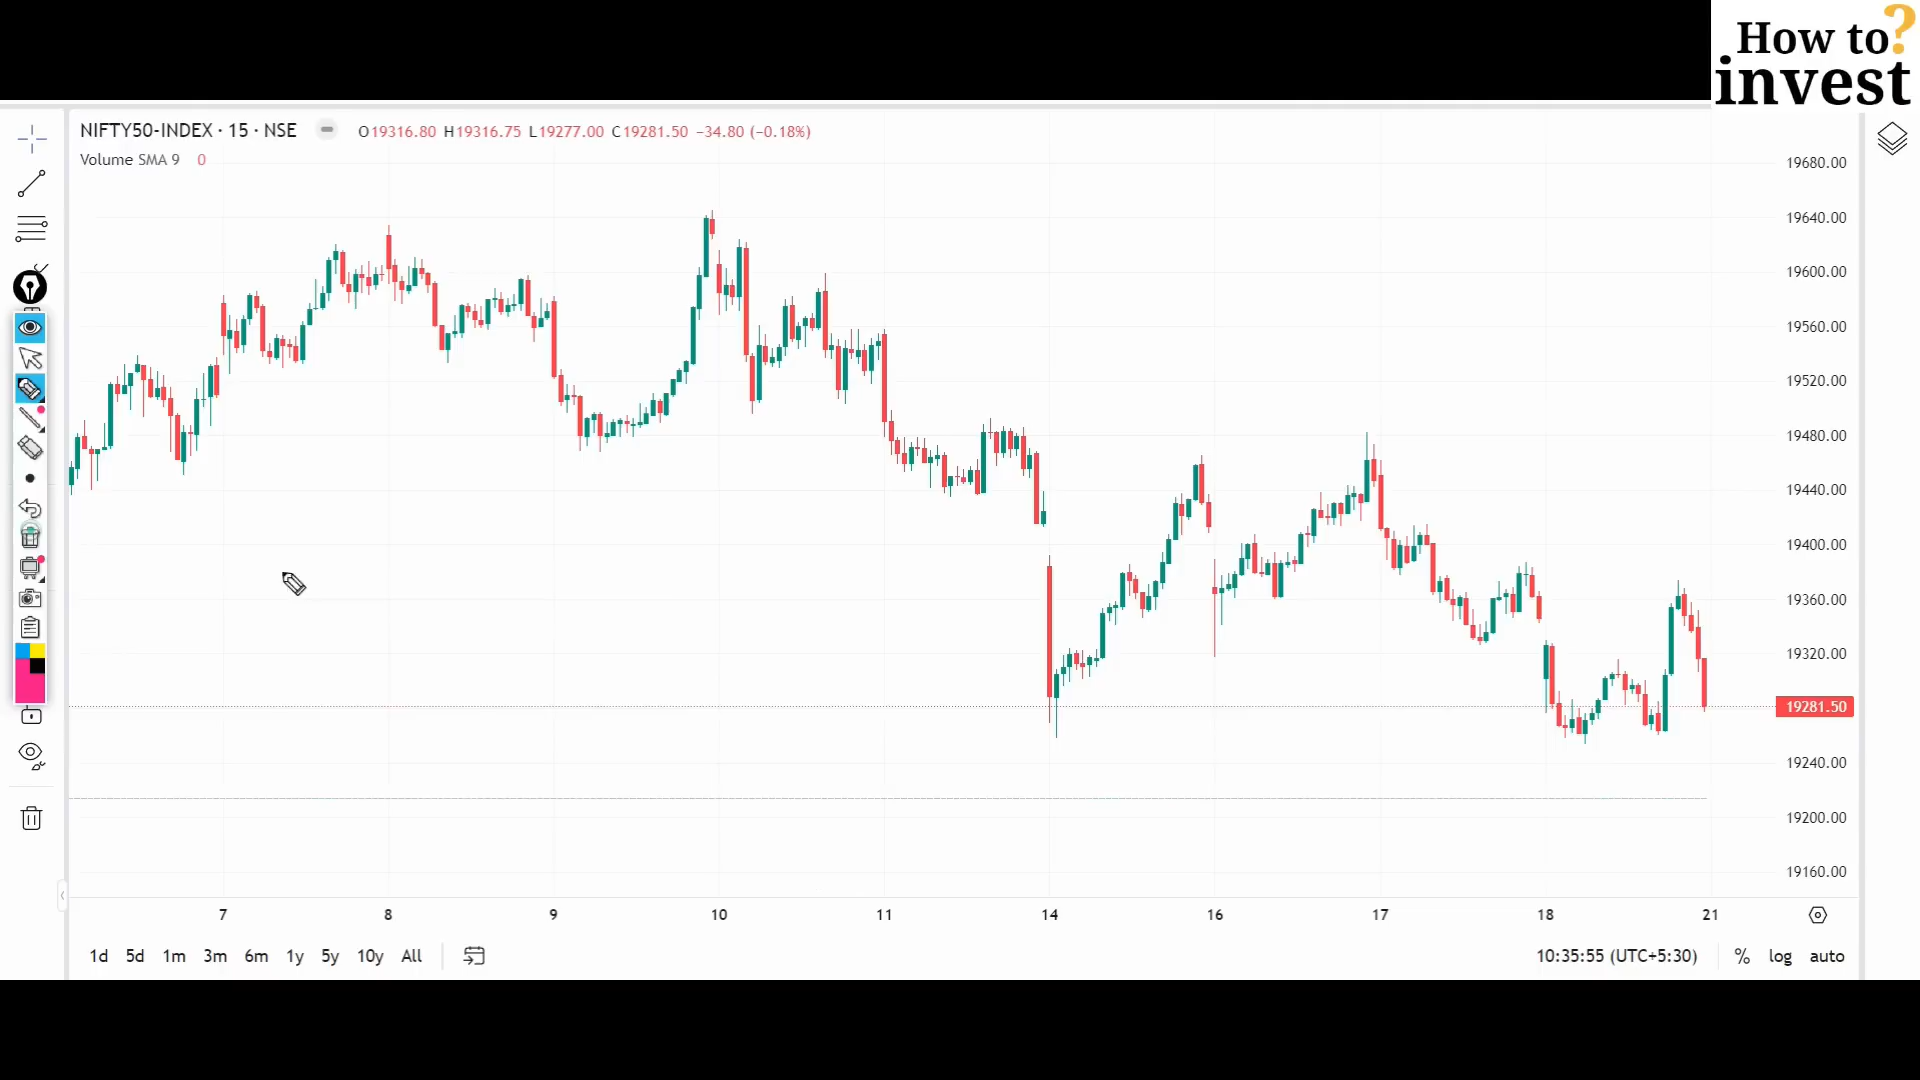 How to?
invest
NIFTY50-INDEX · 15 · NSE O19316.80 H19316.75 L19277.00 C19281.50 −34.80 (−0.18%)
Volume SMA 9 0
19680.00
19640.00
19600.00
19560.00
19520.00
19480.00
19440.00
19400.00
19360.00
19320.00
19281.50
19240.00
19200.00
19160.00
7 8 9 10 11 14 16 17 18 21
1d 5d 1m 3m 6m 1y 5y 10y All 10:35:55 (UTC+5:30) % log auto